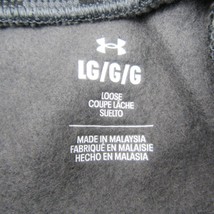 LG/G/G
LOOSE
COUPE LÂCHE
SUELTO
MADE IN MALAYSIA
FABRIQUÉ EN MALAISIE
HECHO EN MALASIA